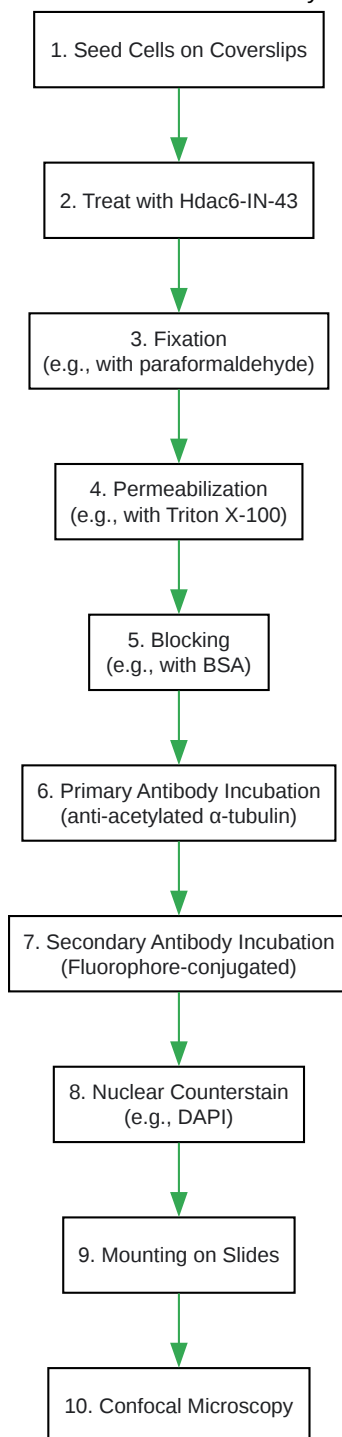 1. Seed Cells on Coverslips
2. Treat with Hdac6-IN-43
3. Fixation
(e.g., with paraformaldehyde)
4. Permeabilization
(e.g., with Triton X-100)
5. Blocking
(e.g., with BSA)
6. Primary Antibody Incubation
(anti-acetylated α-tubulin)
7. Secondary Antibody Incubation
(Fluorophore-conjugated)
8. Nuclear Counterstain
(e.g., DAPI)
9. Mounting on Slides
10. Confocal Microscopy